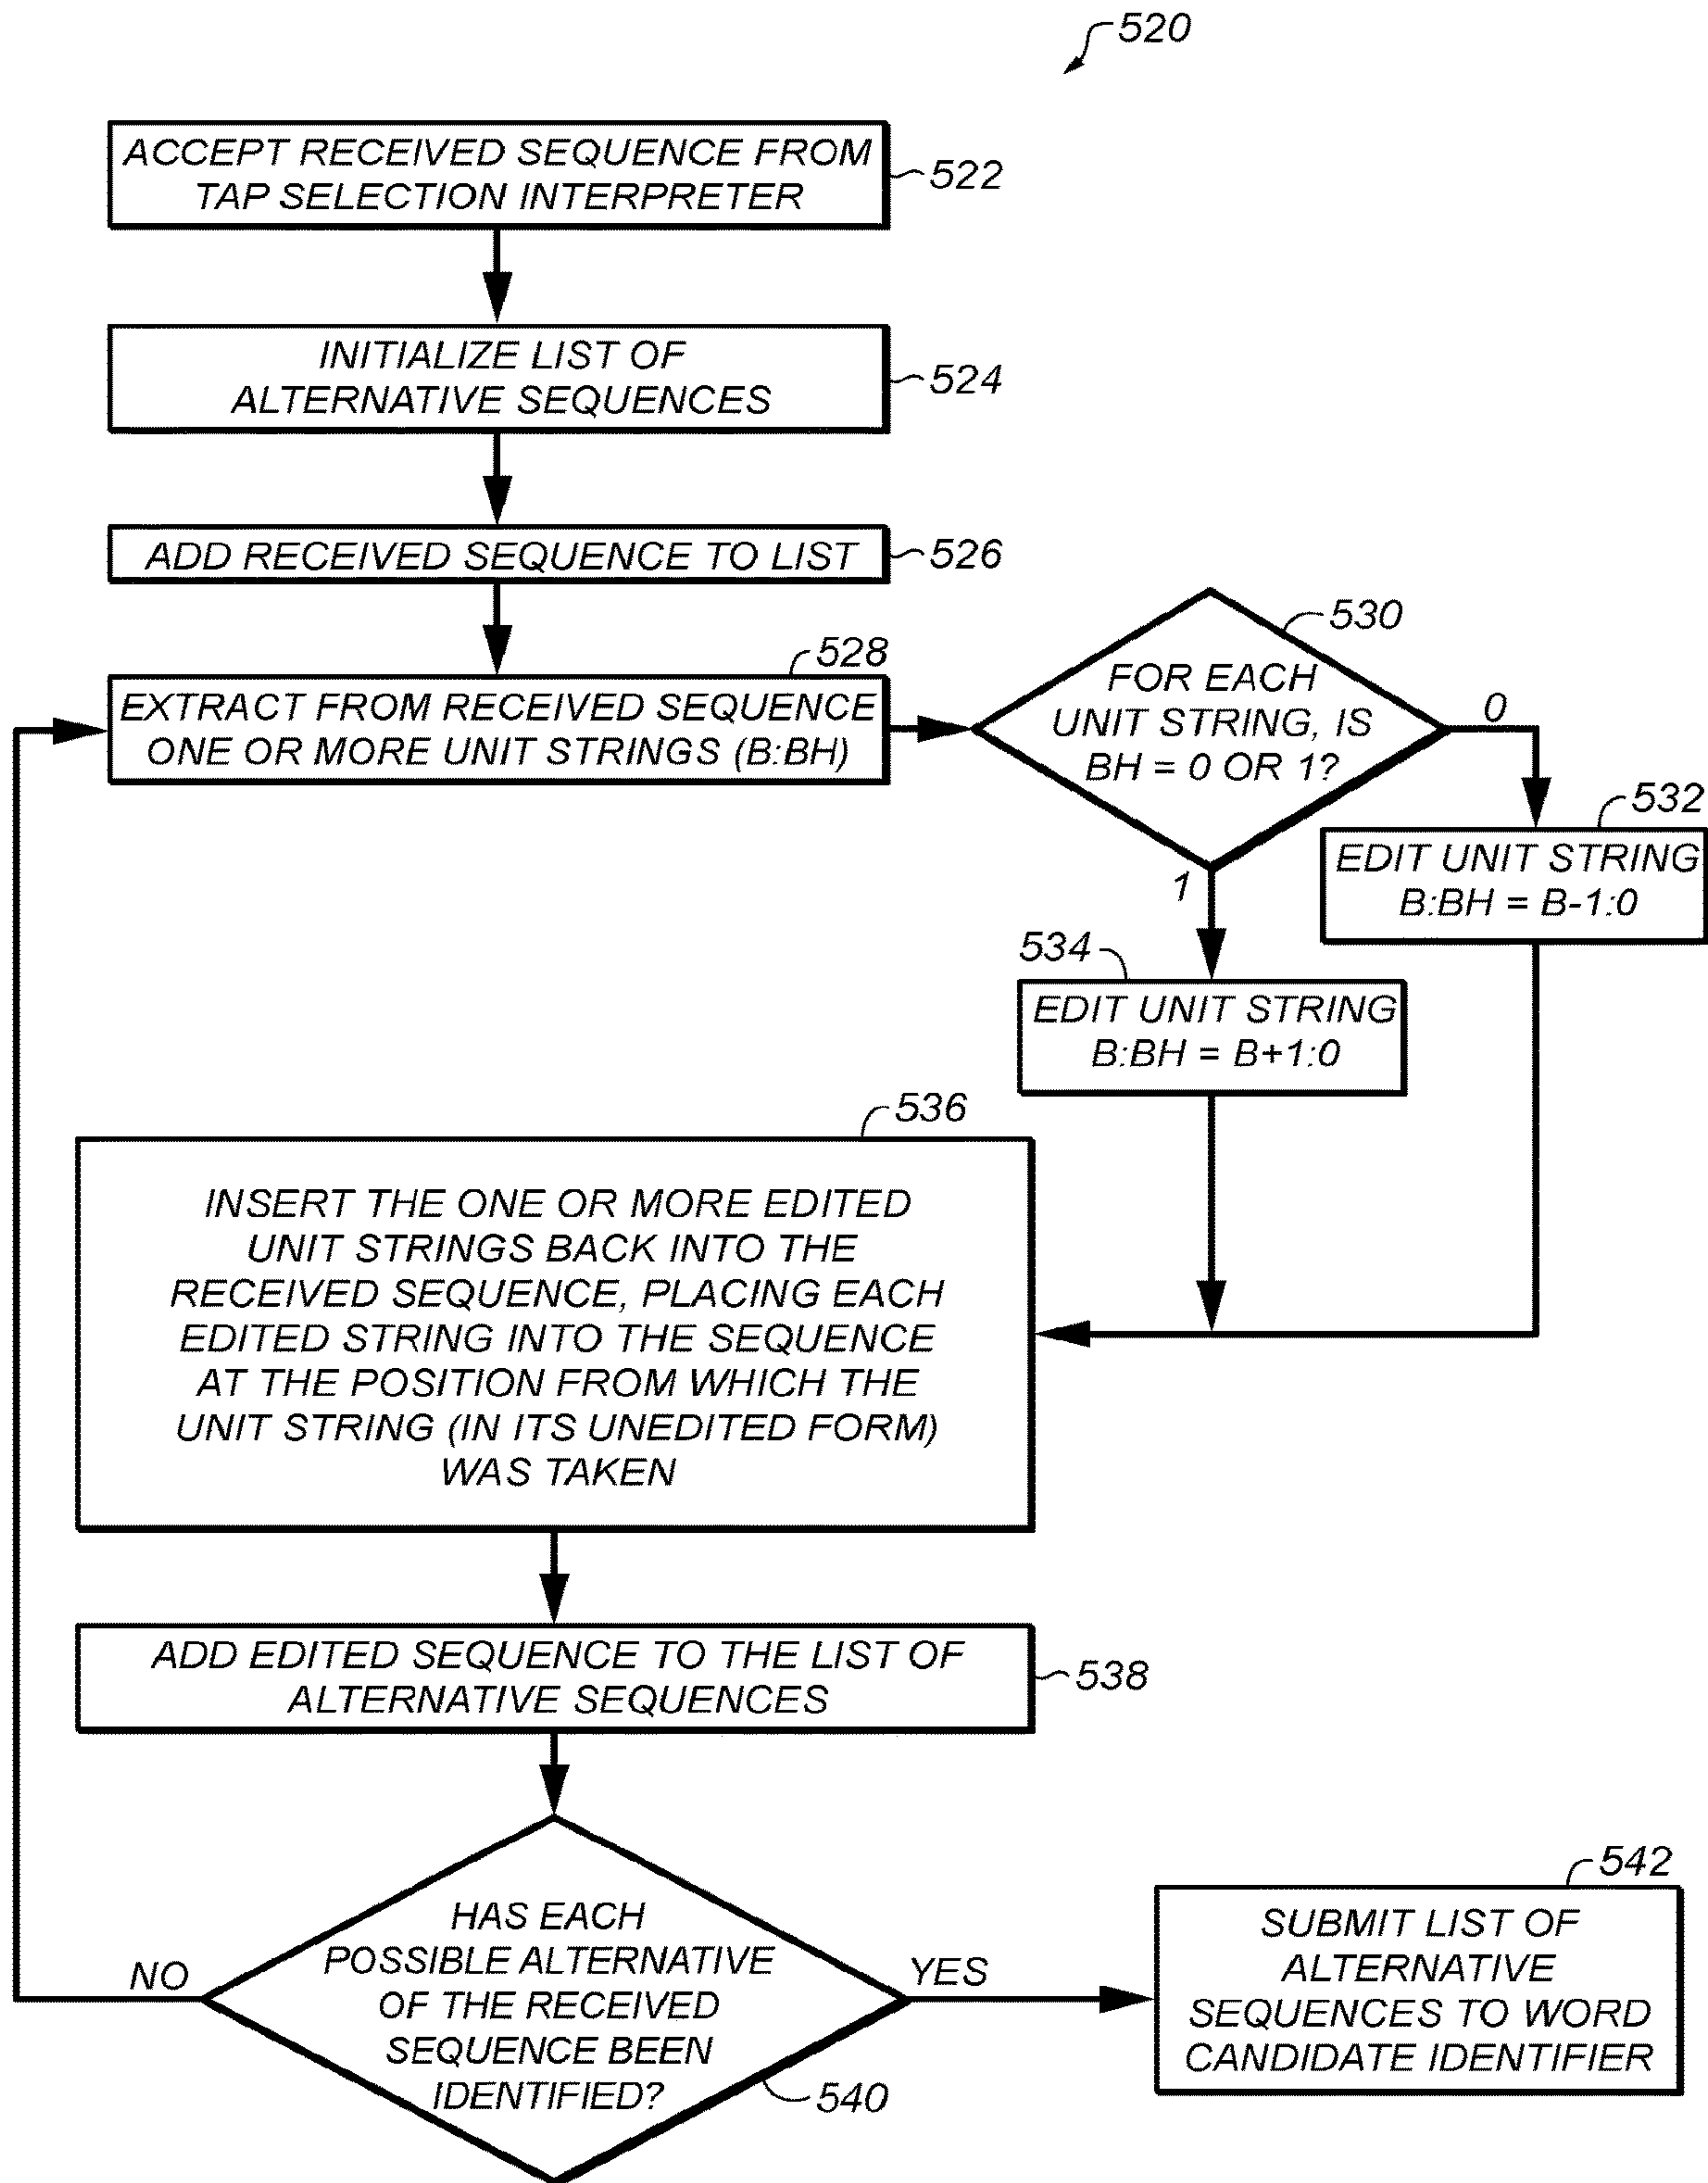 520
ACCEPT RECEIVED SEQUENCE FROM
TAP SELECTION INTERPRETER
522
INITIALIZE LIST OF
ALTERNATIVE SEQUENCES
524
ADD RECEIVED SEQUENCE TO LIST
526
528
EXTRACT FROM RECEIVED SEQUENCE
ONE OR MORE UNIT STRINGS (B:BH)
530
FOR EACH
UNIT STRING, IS
BH = 0 OR 1?
0
1
532
EDIT UNIT STRING
B:BH = B-1:0
534
EDIT UNIT STRING
B:BH = B+1:0
536
INSERT THE ONE OR MORE EDITED
UNIT STRINGS BACK INTO THE
RECEIVED SEQUENCE, PLACING EACH
EDITED STRING INTO THE SEQUENCE
AT THE POSITION FROM WHICH THE
UNIT STRING (IN ITS UNEDITED FORM)
WAS TAKEN
ADD EDITED SEQUENCE TO THE LIST OF
ALTERNATIVE SEQUENCES
538
HAS EACH
POSSIBLE ALTERNATIVE
OF THE RECEIVED
SEQUENCE BEEN
IDENTIFIED?
540
NO
YES
542
SUBMIT LIST OF
ALTERNATIVE
SEQUENCES TO WORD
CANDIDATE IDENTIFIER